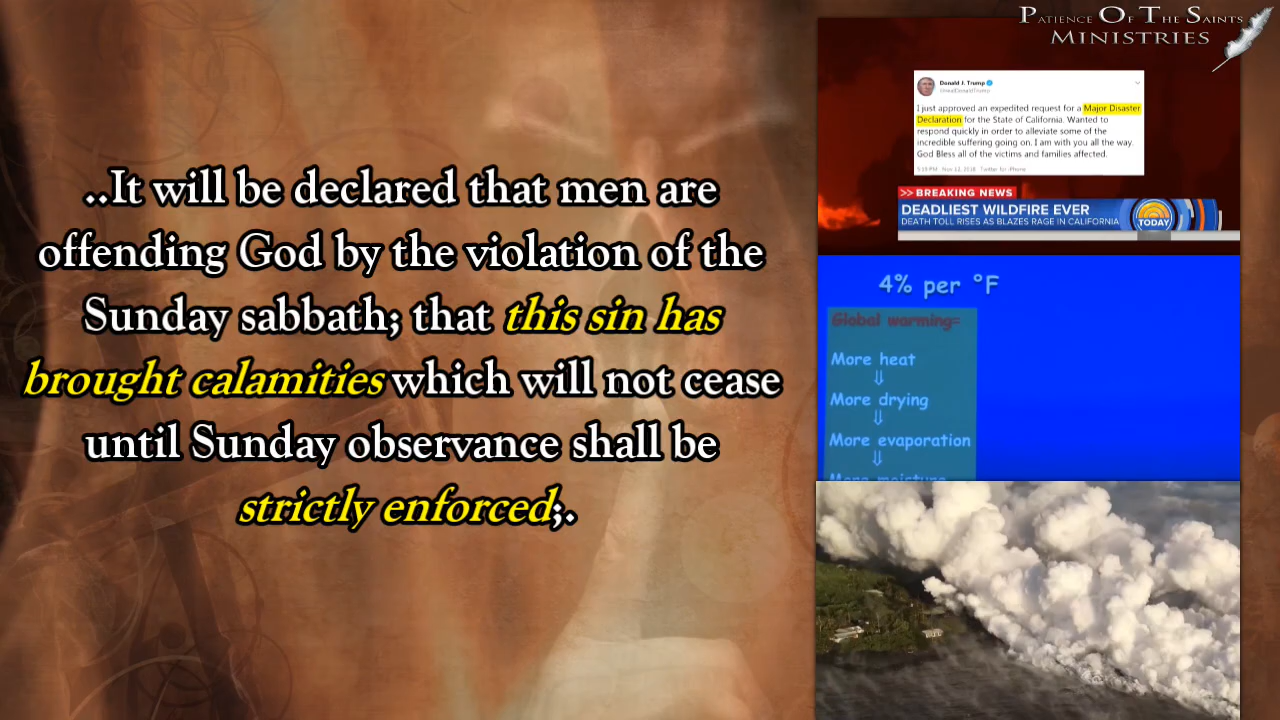 ..It will be declared that men are
offending God by the violation of the
Sunday sabbath; that this sin has
brought calamities which will not cease
until Sunday observance shall be
strictly enforced;.
PATIENCE OF THE SAINTS
MINISTRIES
Donald J. Trump
I just approved an expedited request for a Major Disaster
Declaration for the State of California. Wanted to
respond quickly in order to alleviate some of the
incredible suffering going on. I am with you all the way.
God Bless all of the victims and families affected.
>> BREAKING NEWS
DEADLIEST WILDFIRE EVER
DEATH TOLL RISES AS BLAZES RAGE IN CALIFORNIA
TODAY
4% per °F
Global warming=
More heat
⇓
More drying
⇓
More evaporation
⇓
More moisture